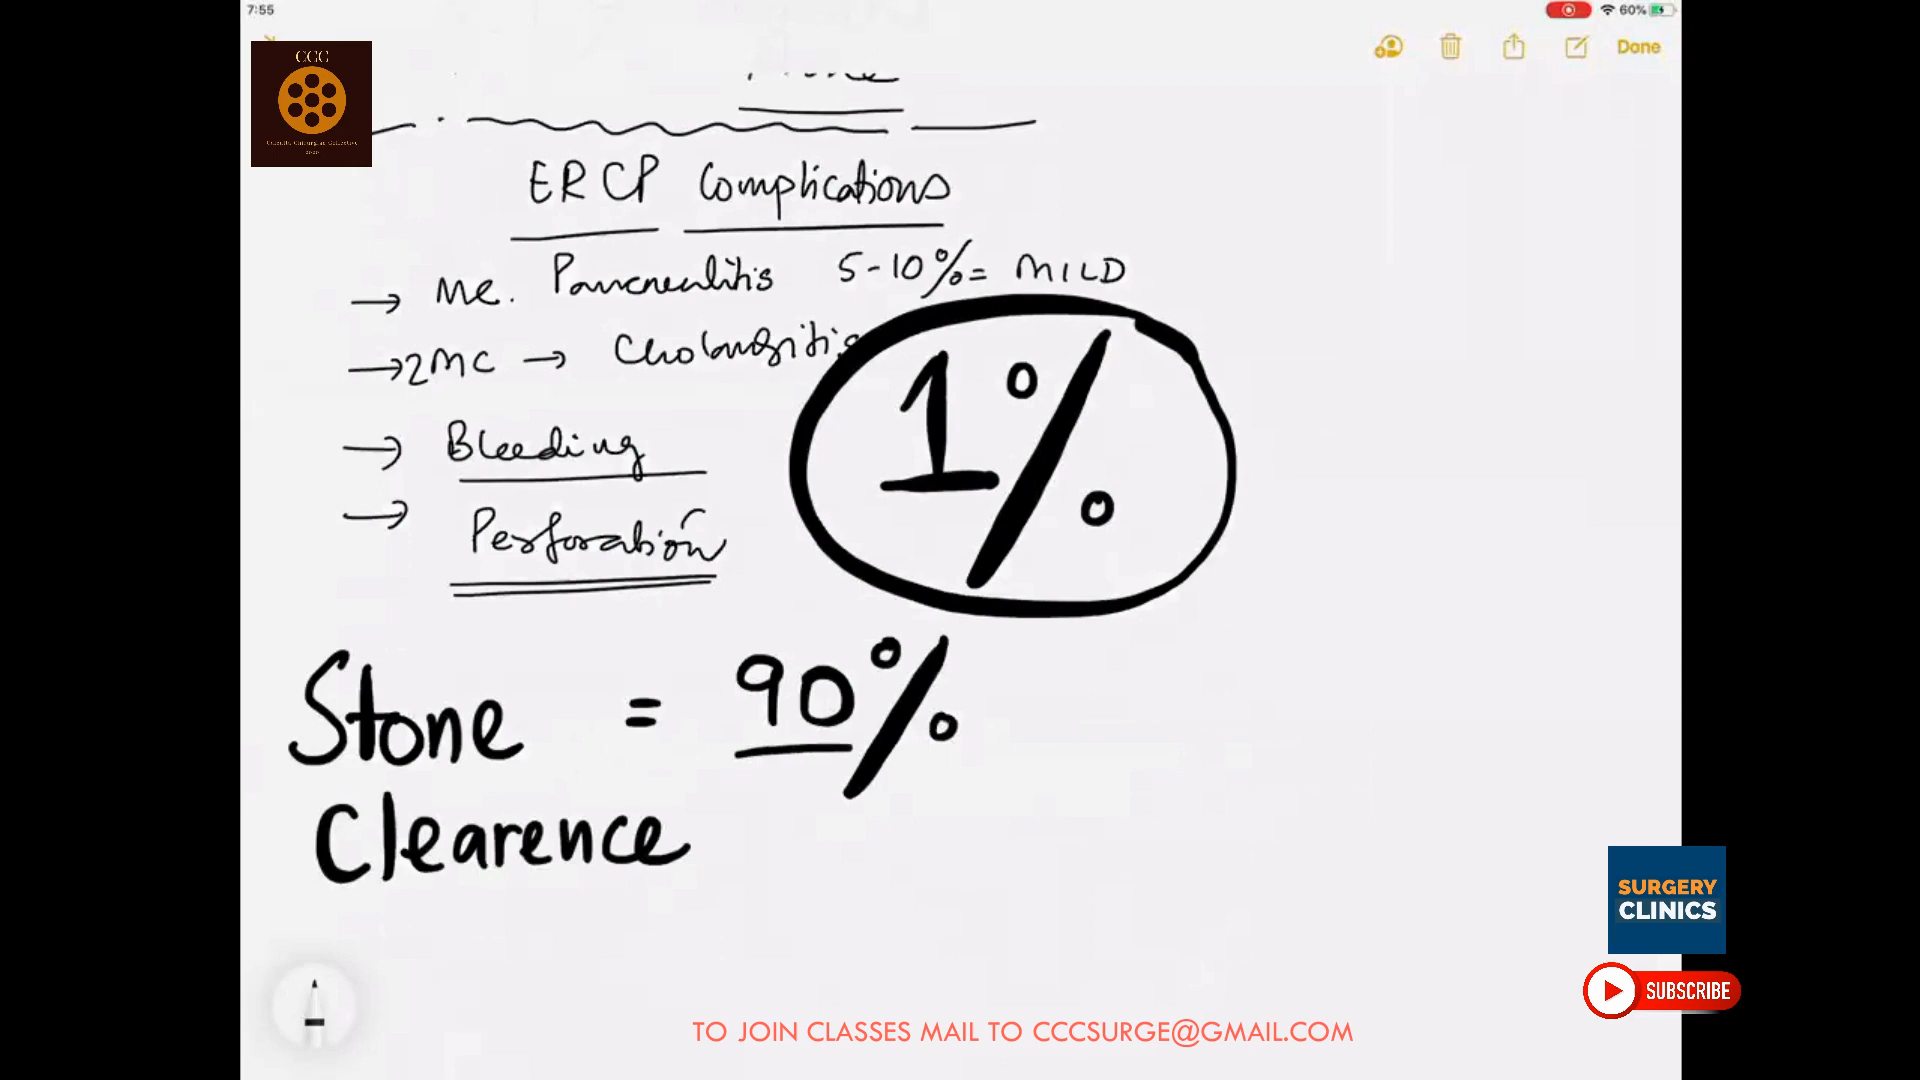 7:55
60%
Done
CCC
2020
ERCP Complications
→ MC. Pancreatitis 5-10% = MILD
→ 2MC → Cholangitis
1%
→ Bleeding
→ Perforation
Stone = 90%
Clearence
SURGERY
CLINICS
SUBSCRIBE
TO JOIN CLASSES MAIL TO CCCSURGE@GMAIL.COM